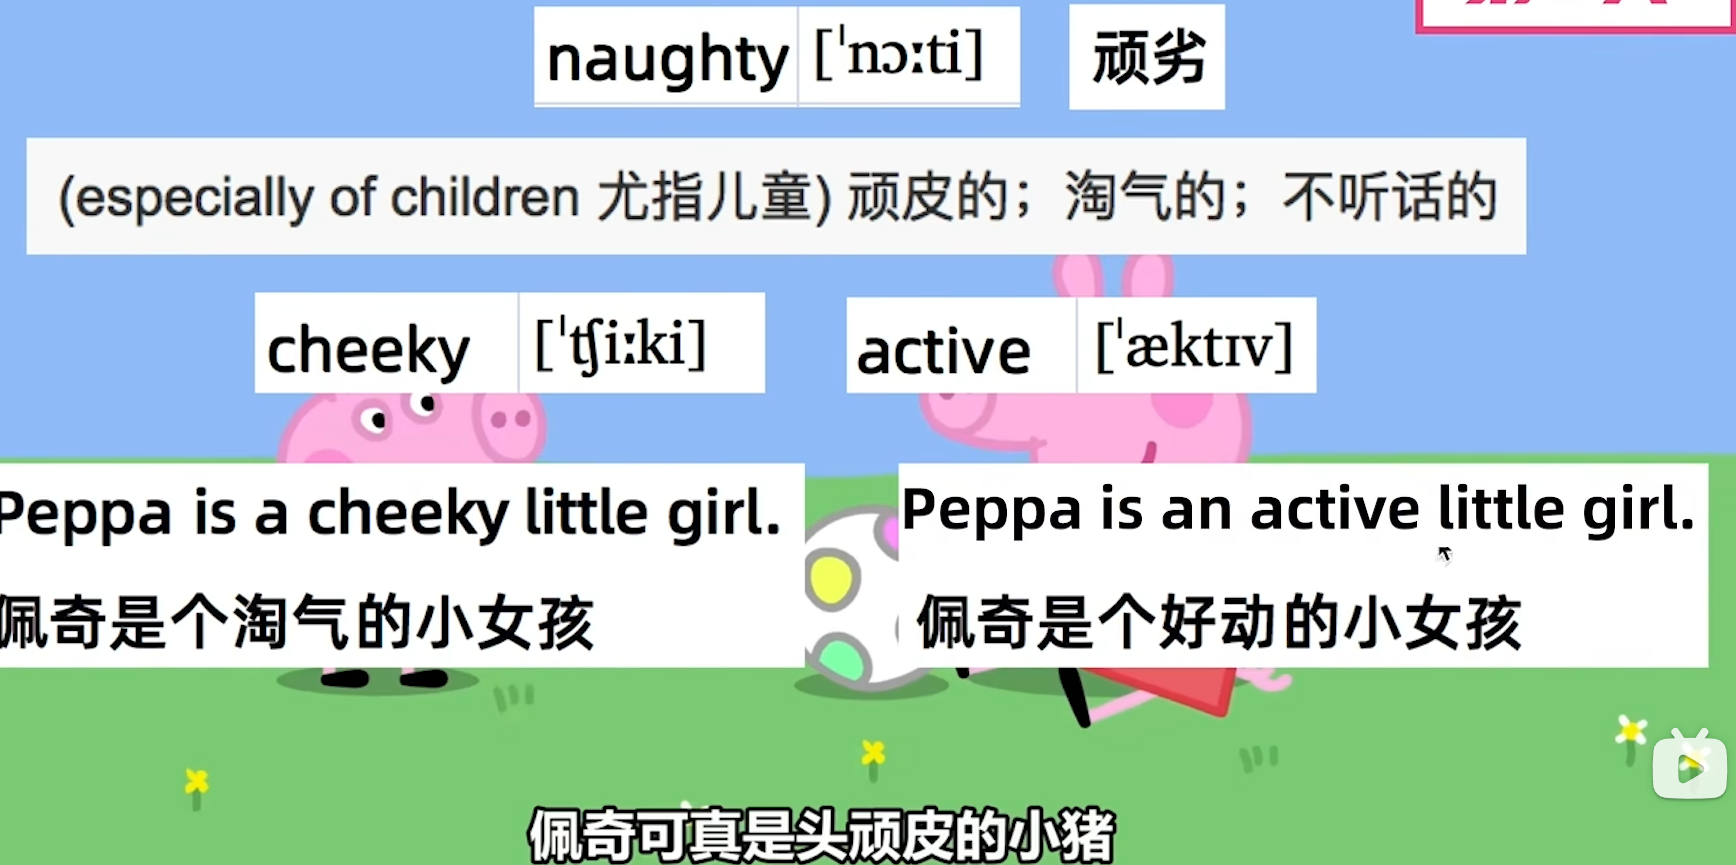 naughty ['nɔːti] 顽劣
(especially of children 尤指儿童) 顽皮的；淘气的；不听话的
cheeky ['ʧiːki] active ['æktɪv]
Peppa is a cheeky little girl.
佩奇是个淘气的小女孩
Peppa is an active little girl.
佩奇是个好动的小女孩
佩奇可真是头顽皮的小猪